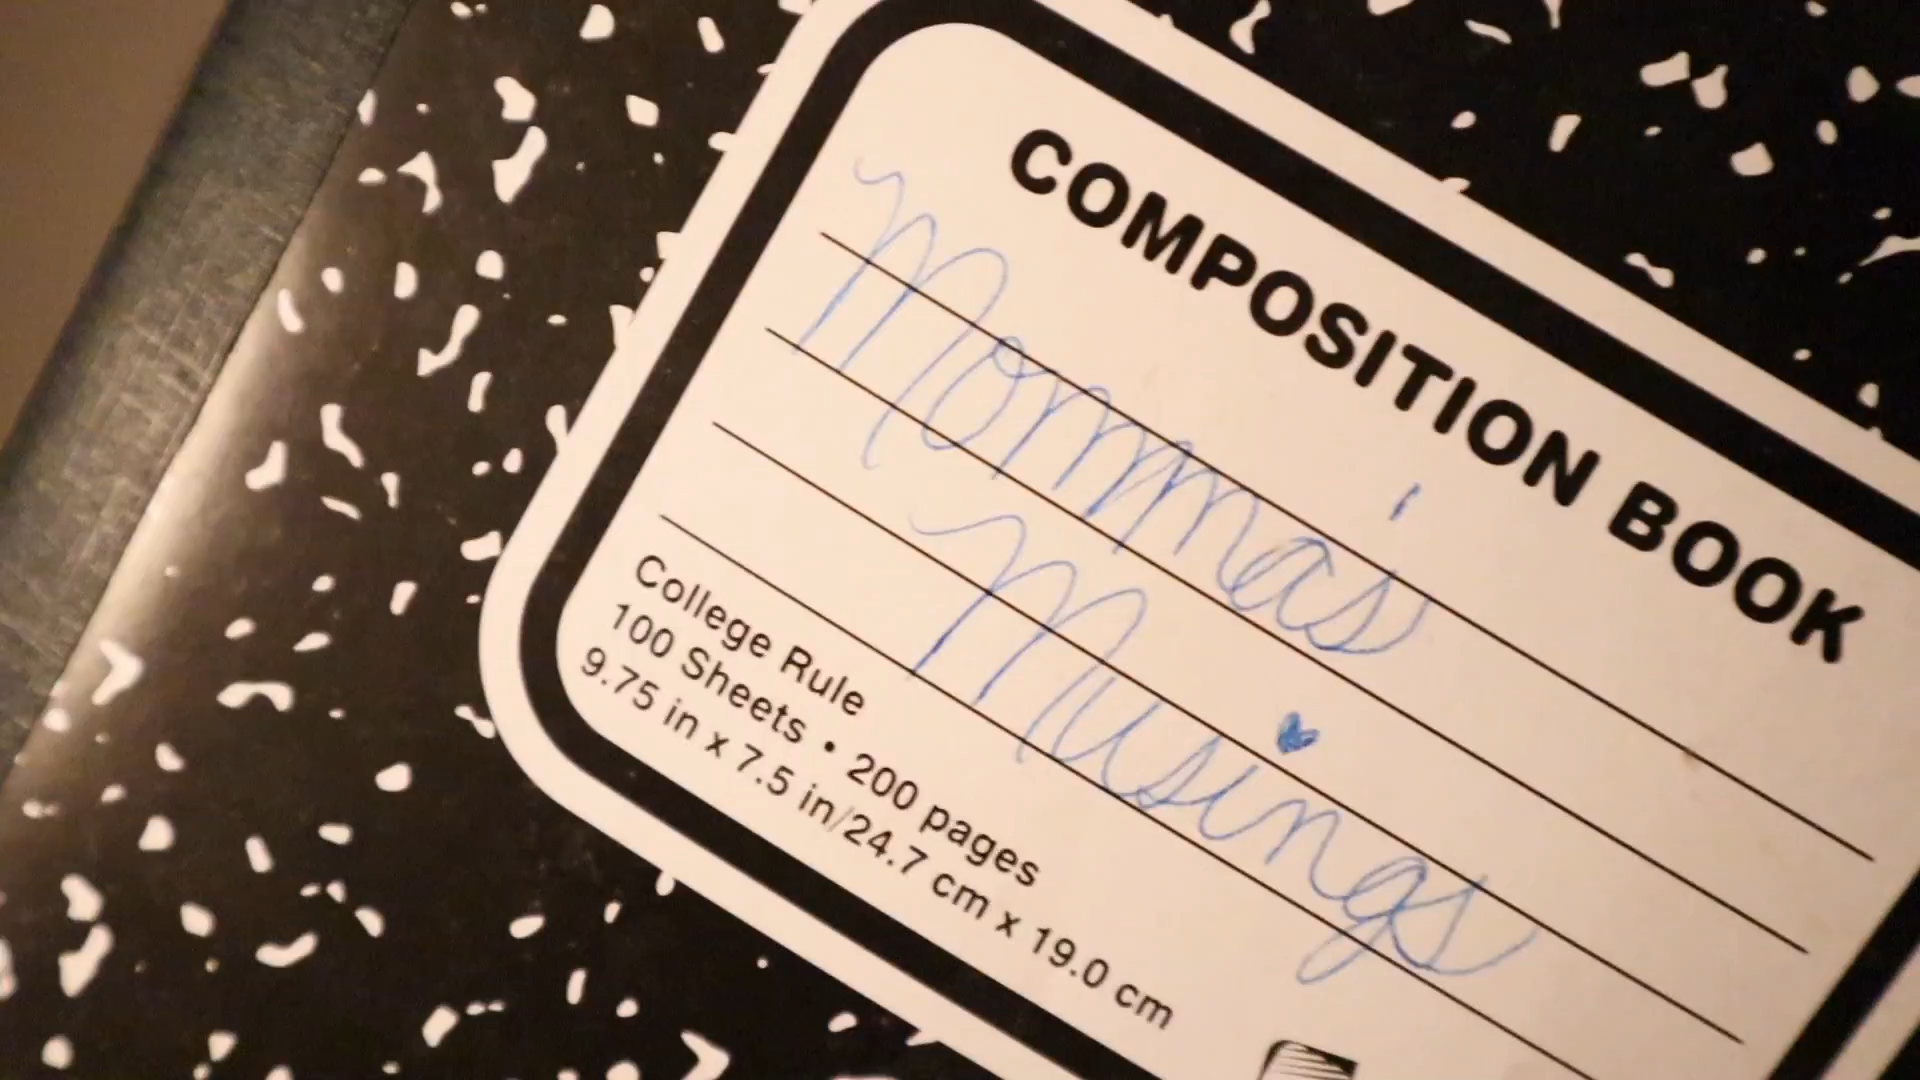 COMPOSITION BOOK
Momma's
Musings
College Rule
100 Sheets • 200 pages
9.75 in x 7.5 in/24.7 cm x 19.0 cm